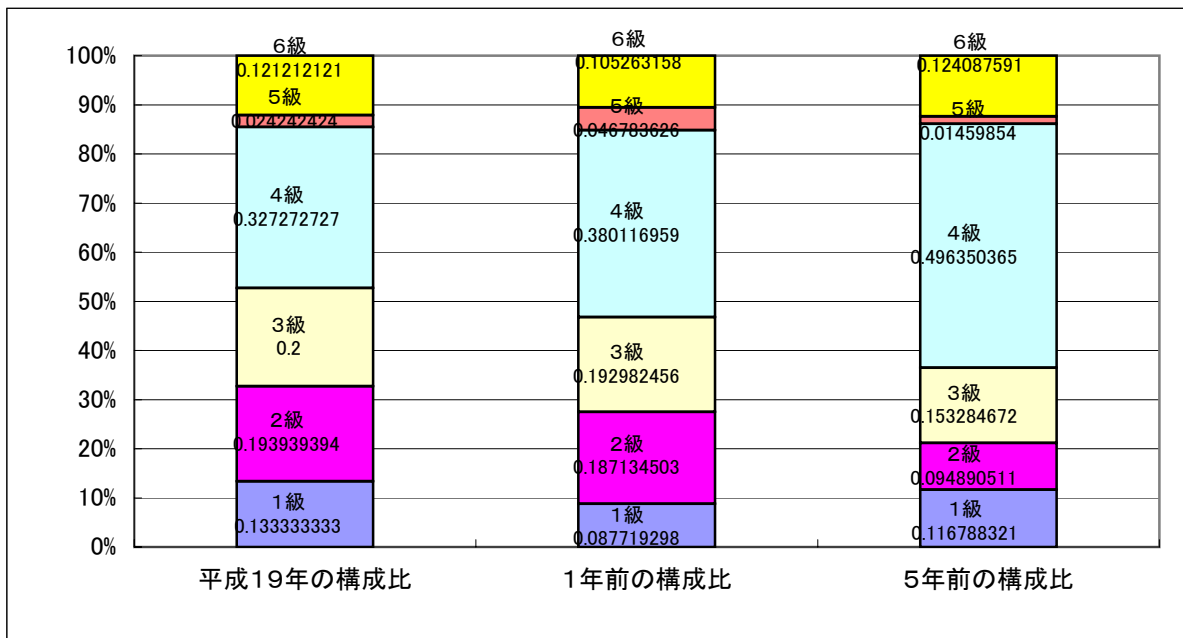 100%
90%
80%
70%
60%
50%
40%
30%
20%
10%
0%
6級
0.121212121
5級
0.024242424
4級
0.327272727
3級
0.2
2級
0.193939394
1級
0.133333333
6級
0.105263158
5級
0.046783626
4級
0.380116959
3級
0.192982456
2級
0.187134503
1級
0.087719298
6級
0.124087591
5級
0.01459854
4級
0.496350365
3級
0.153284672
2級
0.094890511
1級
0.116788321
平成19年の構成比
1年前の構成比
5年前の構成比